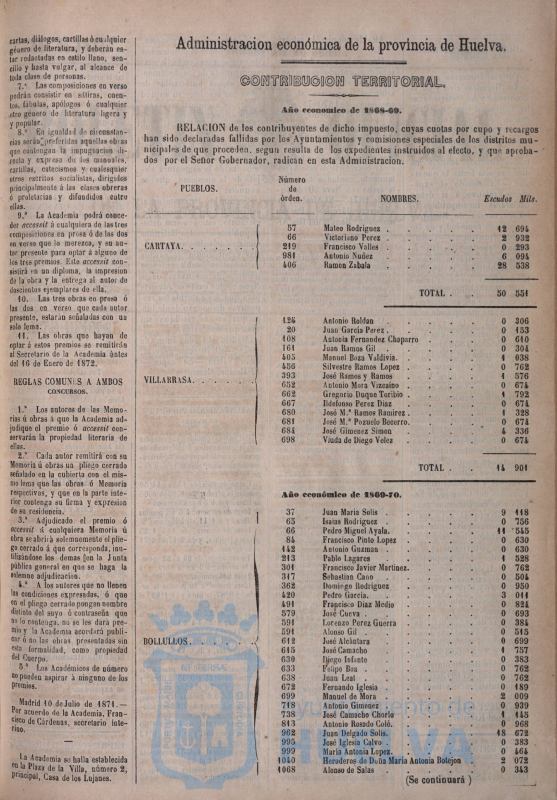 cartas, diálogos, cartillas ó cualquier
género de literatura, y deberán es-
tar redactadas en estilo llano, sen-
cillo y hasta vulgar, al alcance de
toda clase de personas.
7.ª Las composiciones en verso
podrán consistir en sátiras, cuen-
tos, fábulas, apólogos ó cualquier
otro género de literatura ligera y
y popular.
8.ª En igualdad de circunstan-
cias serán preferidas aquellas obras
que contengan la impugnacion di-
recta y expresa de los manuales,
cartillas, catecismos y cualesquier
otros escritos socialistas, dirigidos
principalmente á las clases obreras
ó proletarias y difundidos entre
ellas.
9.ª La Academia podrá conce-
der accessit á cualquiera de las tres
composiciones en prosa ó de las dos
en verso que lo merezca, y su au-
tor presente para optar á alguno de
los tres premios. Este accessit con-
sistirá en un diploma, la impresion
de la obra y la entrega al autor de
doscientos ejemplares de ella.
10. Las tres obras en prosa ó
las dos en verso que cada autor
presente, estarán señaladas con un
solo lema.
11. Las obras que hayan de
optar á estos premios se remitirán
al Secretario de la Academia ántes
del 16 de Enero de 1872.
REGLAS COMUNES A AMBOS
CONCURSOS.
1.ª Los autores de las Memo-
rias ú obras á que la Academia ad-
judique el premio ó accessit con-
servarán la propiedad literaria de
ellas.
2.ª Cada autor remitirá con su
Memoria ú obras un pliego cerrado
señalado en la cubierta con el mis-
mo lema que las obras ó Memoria
respectivos, y que en la parte inte-
rior contenga su firma y expresion
de su residencia.
3.ª Adjudicado el premio ó
accessit á cualquiera Memoria ú
obra se abrirá solemnemente el plie-
go cerrado á que corresponda, inu-
tilizándose los demas en la Junta
pública general en que se haga la
solemne adjudicacion.
4.ª A los autores que no llenen
las condiciones expresadas, ó que
en el pliego cerrado pongan nombre
distinto del suyo ó contraseña que
no lo contenga, no se les dará pre-
mio y la Academia acordará publi-
car ó no las obras presentadas sin
esta formalidad, como propiedad
del Cuerpo.
5.ª Los Académicos de número
no pueden aspirar á ninguno de los
premios.
Madrid 10 de Julio de 1871.—
Por acuerdo de la Academia, Fran-
cisco de Cárdenas, secretario inte-
rino.
La Academia se halla establecida
en la Plaza de la Villa, número 2,
principal, Casa de los Lujanes.
Administracion económica de la provincia de Huelva.
CONTRIBUCION TERRITORIAL.
Año economico de 1868-69.
RELACION de los contribuyentes de dicho impuesto, cuyas cuotas por cupo y recargos
han sido declaradas fallidas por los Ayuntamientos y comisiones especiales de los distritos mu-
nicipales de que proceden, segun resulta de los expedientes instruidos al efecto, y que aproba-
dos por el Señor Gobernador, radican en esta Administracion.
PUEBLOS. Número de órden. NOMBRES. Escudos Mils.
CARTAYA.
57 Mateo Rodriguez 12 694
66 Victoriano Perez 2 932
219 Francisco Valles 0 293
981 Antonio Nuñez 6 094
406 Ramon Zabala 28 538
TOTAL 50 551
VILLARRASA.
126 Antonio Roldan 0 306
20 Juan Garcia Perez 0 153
108 Antonia Fernandez Chaparro 0 610
161 Juan Ramos Gil 0 304
405 Manuel Boza Valdivia. 1 038
456 Silvestre Ramos Lopez 0 762
393 José Ramos y Ramos 1 576
652 Antonio Mora Vizcaino 0 674
662 Gregorio Duque Toribio 1 792
667 Ildefonso Perez Diaz 0 674
680 José M.ª Ramos Ramirez 1 328
681 José M.ª Pozuelo Becerro. 0 674
684 José Gimenez Simon 4 336
698 Viuda de Diego Velez 0 674
TOTAL 14 901
Año económico de 1869-70.
BOLLULLOS.
37 Juan Maria Solis 9 118
63 Isaias Rodriguez 0 756
66 Pedro Miguel Ayala. 11 545
84 Francisco Pinto Lopez 0 630
142 Antonio Guzman 0 630
213 Pablo Lagares 1 528
301 Francisco Javier Martinez. 0 762
347 Sebastian Cano 0 504
362 Domingo Rodriguez 0 950
420 Pedro Garcia. 3 011
491 Francisco Diaz Medio 0 824
579 José Cueva 0 693
591 Lorenzo Perez Guerra 0 384
591 Alonso Gil 0 515
612 José Alcántara 0 699
615 José Camacho 1 757
630 Diego Infante 0 383
633 Felipe Boa 0 762
638 Juan Leal 0 762
672 Fernando Iglesia 0 189
699 Manuel de Mora 2 009
718 Antonio Gimenez 0 939
738 José Camacho Chorlo 1 145
813 Antonio Rosado Coló. 0 968
962 Juan Delgado Solis. 18 672
995 José Iglesia Calvo 0 383
999 María Antonia Lopez. 0 464
1040 Herederos de Doña Maria Antonia Botejon 2 072
1068 Alonso de Salas 0 343
(Se continuará)
Ayuntamiento de
HUELVA